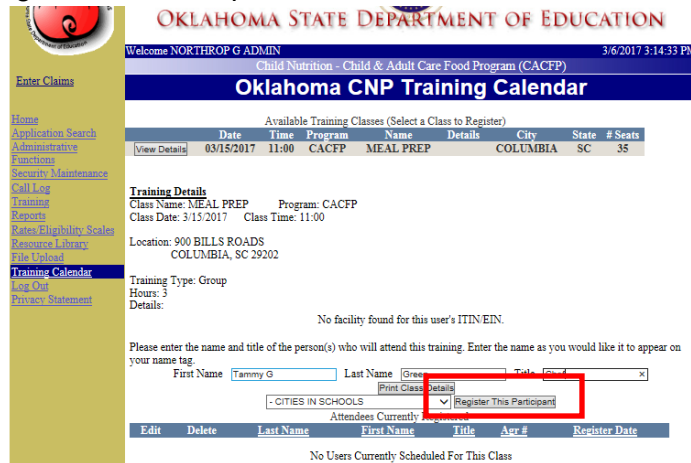 OKLAHOMA STATE DEPARTMENT OF EDUCATION
Welcome NORTHROP G ADMIN 3/6/2017 3:14:33 PM
Child Nutrition - Child & Adult Care Food Program (CACFP)
Oklahoma CNP Training Calendar
Enter Claims
Home
Application Search
Administrative
Functions
Security Maintenance
Call Log
Training
Reports
Rates/Eligibility Scales
Resource Library
File Upload
Training Calendar
Log Out
Privacy Statement
Available Training Classes (Select a Class to Register)
Date Time Program Name Details City State # Seats
View Details 03/15/2017 11:00 CACFP MEAL PREP COLUMBIA SC 35
Training Details
Class Name: MEAL PREP Program: CACFP
Class Date: 3/15/2017 Class Time: 11:00
Location: 900 BILLS ROADS
COLUMBIA, SC 29202
Training Type: Group
Hours: 3
Details:
No facility found for this user's ITIN/EIN.
Please enter the name and title of the person(s) who will attend this training. Enter the name as you would like it to appear on
your name tag.
First Name Tammy G Last Name Green Title Chef ×
Print Class Details
- CITIES IN SCHOOLS Register This Participant
Attendees Currently Registered
Edit Delete Last Name First Name Title Agr # Register Date
No Users Currently Scheduled For This Class